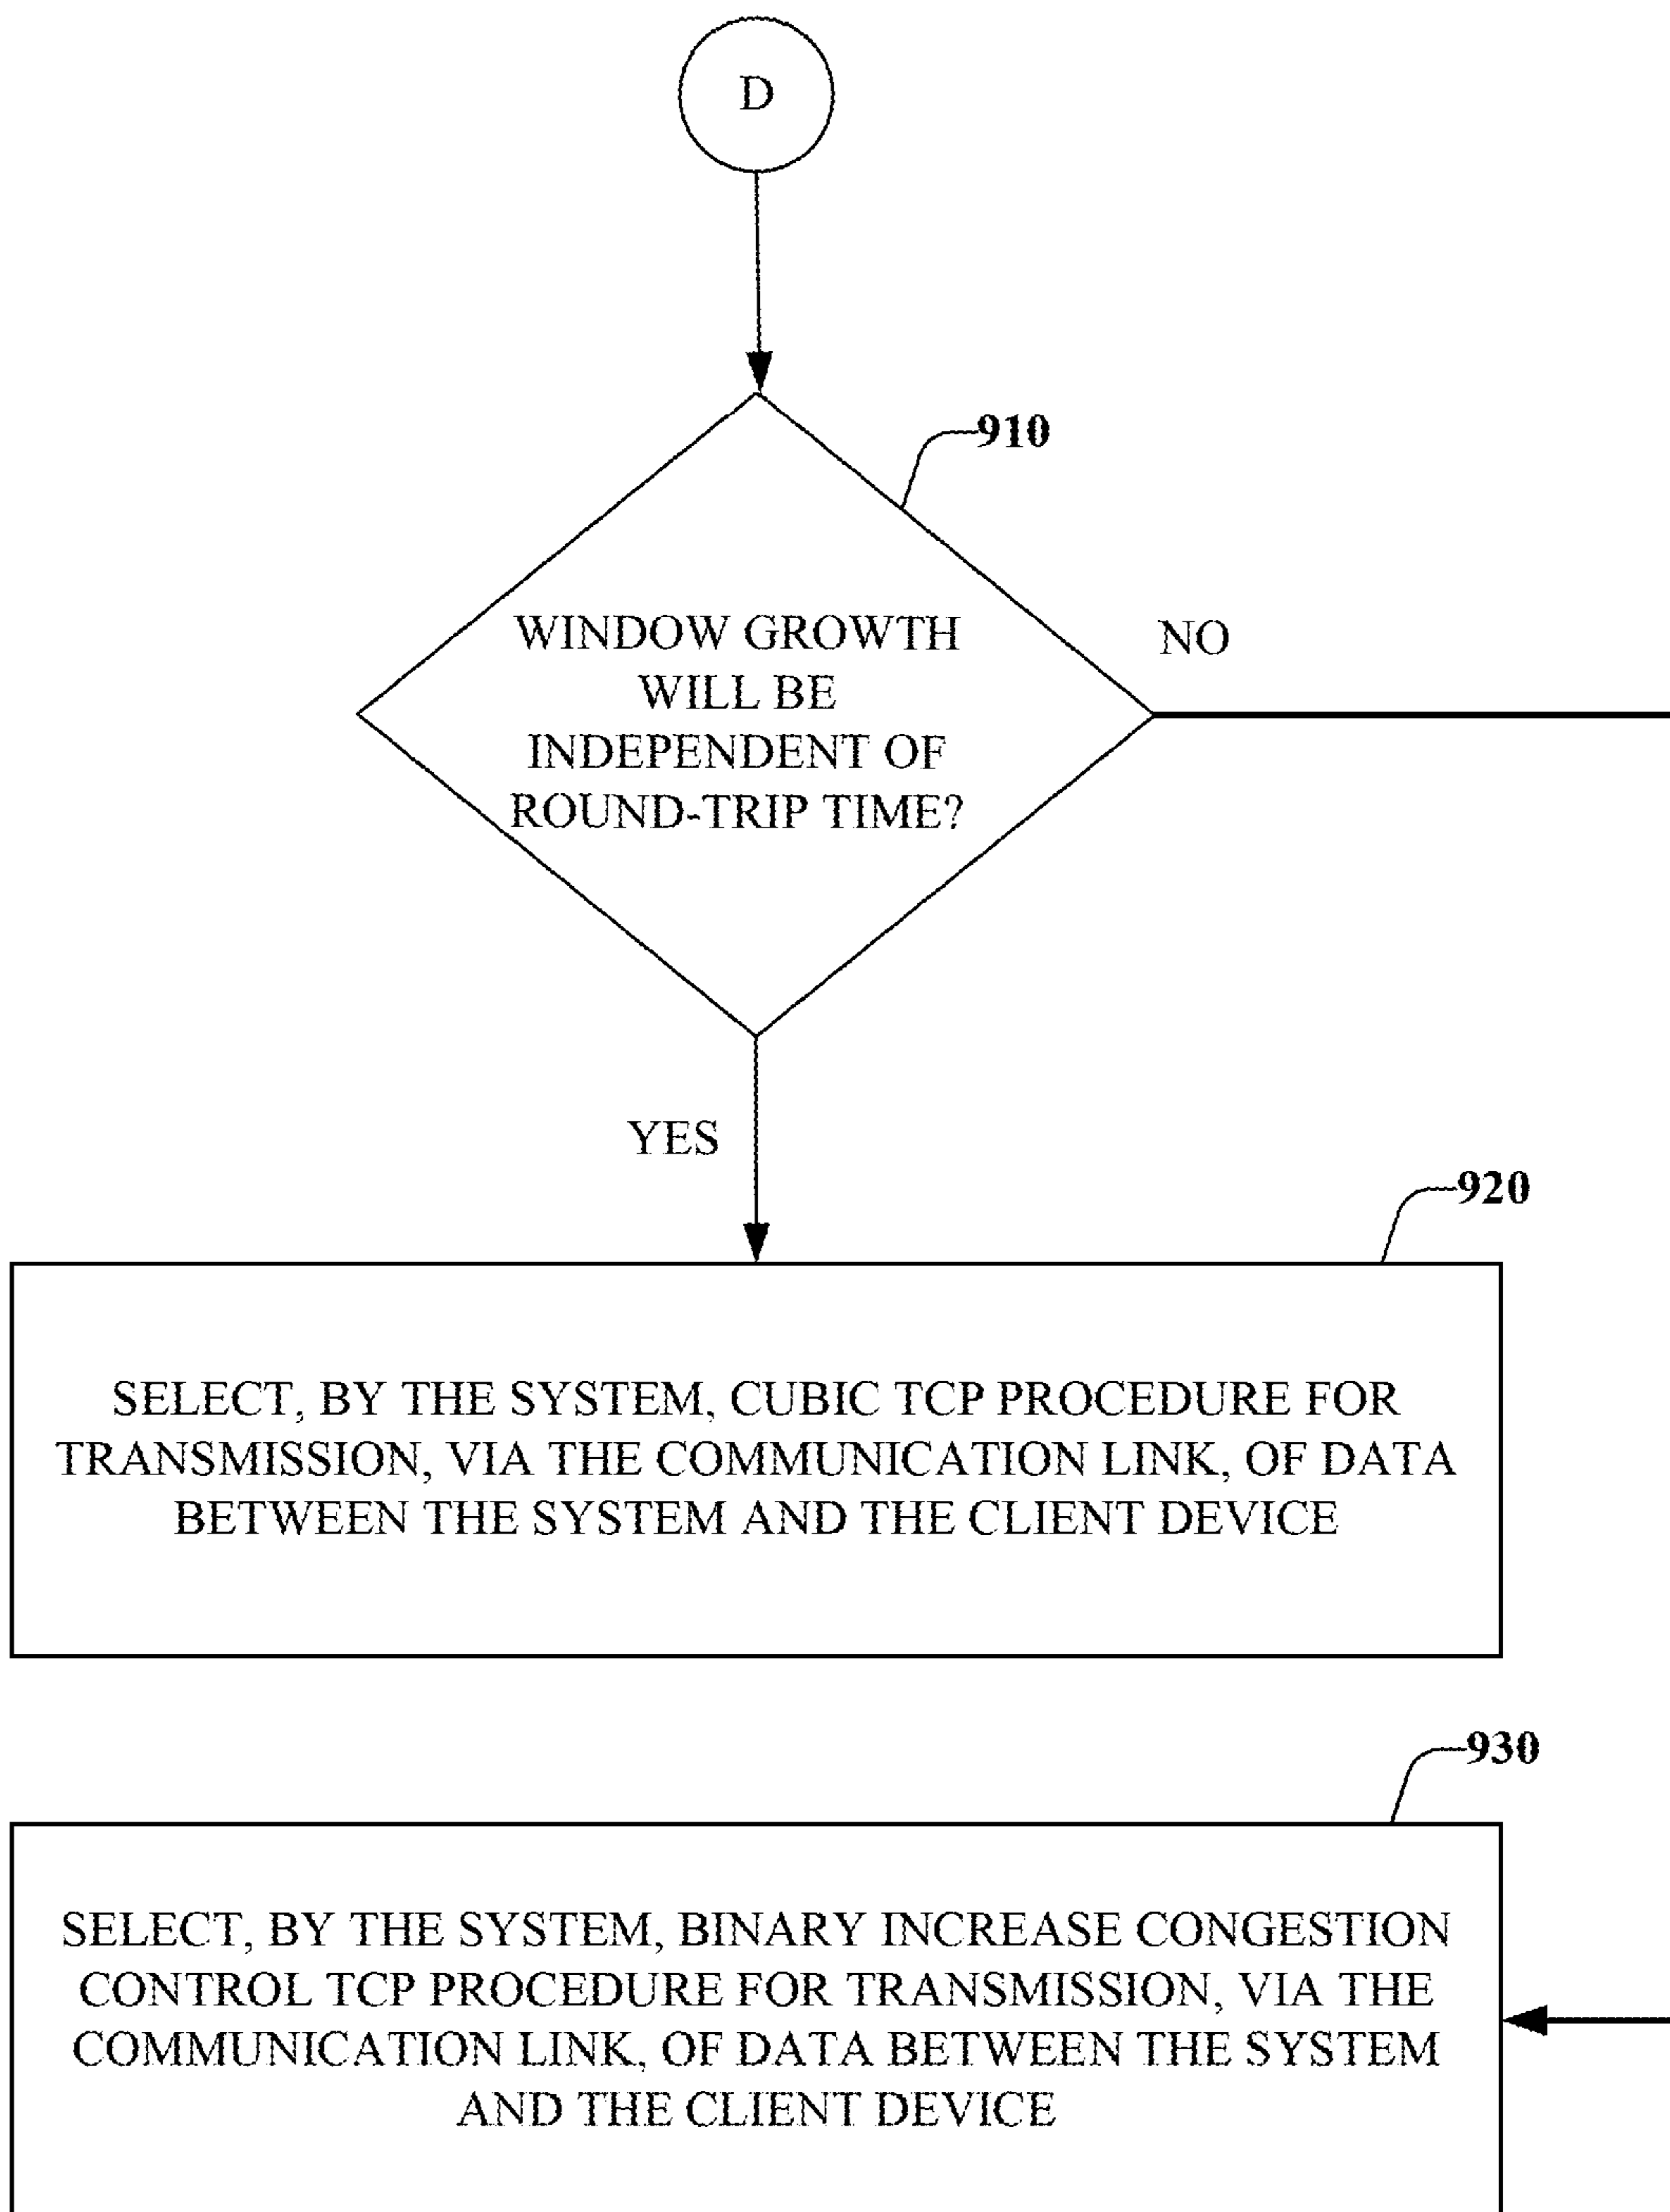 D
910
WINDOW GROWTH
WILL BE
INDEPENDENT OF
ROUND-TRIP TIME?
NO
YES
920
SELECT, BY THE SYSTEM, CUBIC TCP PROCEDURE FOR
TRANSMISSION, VIA THE COMMUNICATION LINK, OF DATA
BETWEEN THE SYSTEM AND THE CLIENT DEVICE
930
SELECT, BY THE SYSTEM, BINARY INCREASE CONGESTION
CONTROL TCP PROCEDURE FOR TRANSMISSION, VIA THE
COMMUNICATION LINK, OF DATA BETWEEN THE SYSTEM
AND THE CLIENT DEVICE